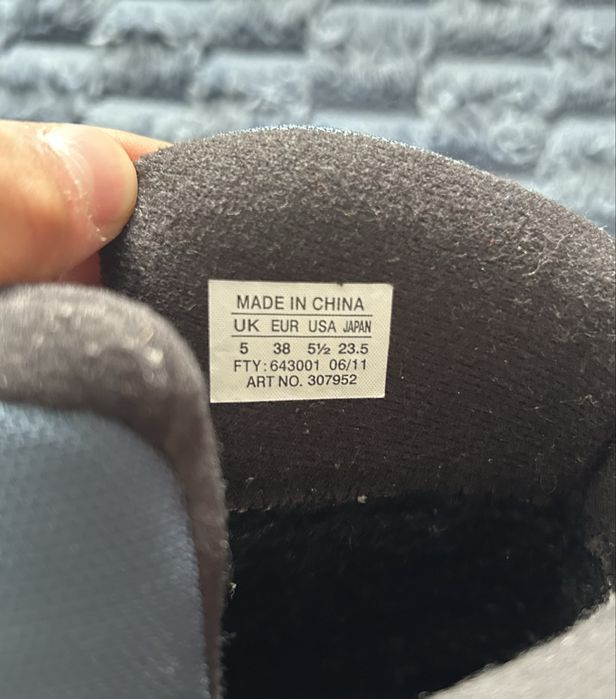 MADE IN CHINA
UK EUR USA JAPAN
5 38 5½ 23.5
FTY: 643001 06/11
ART NO. 307952